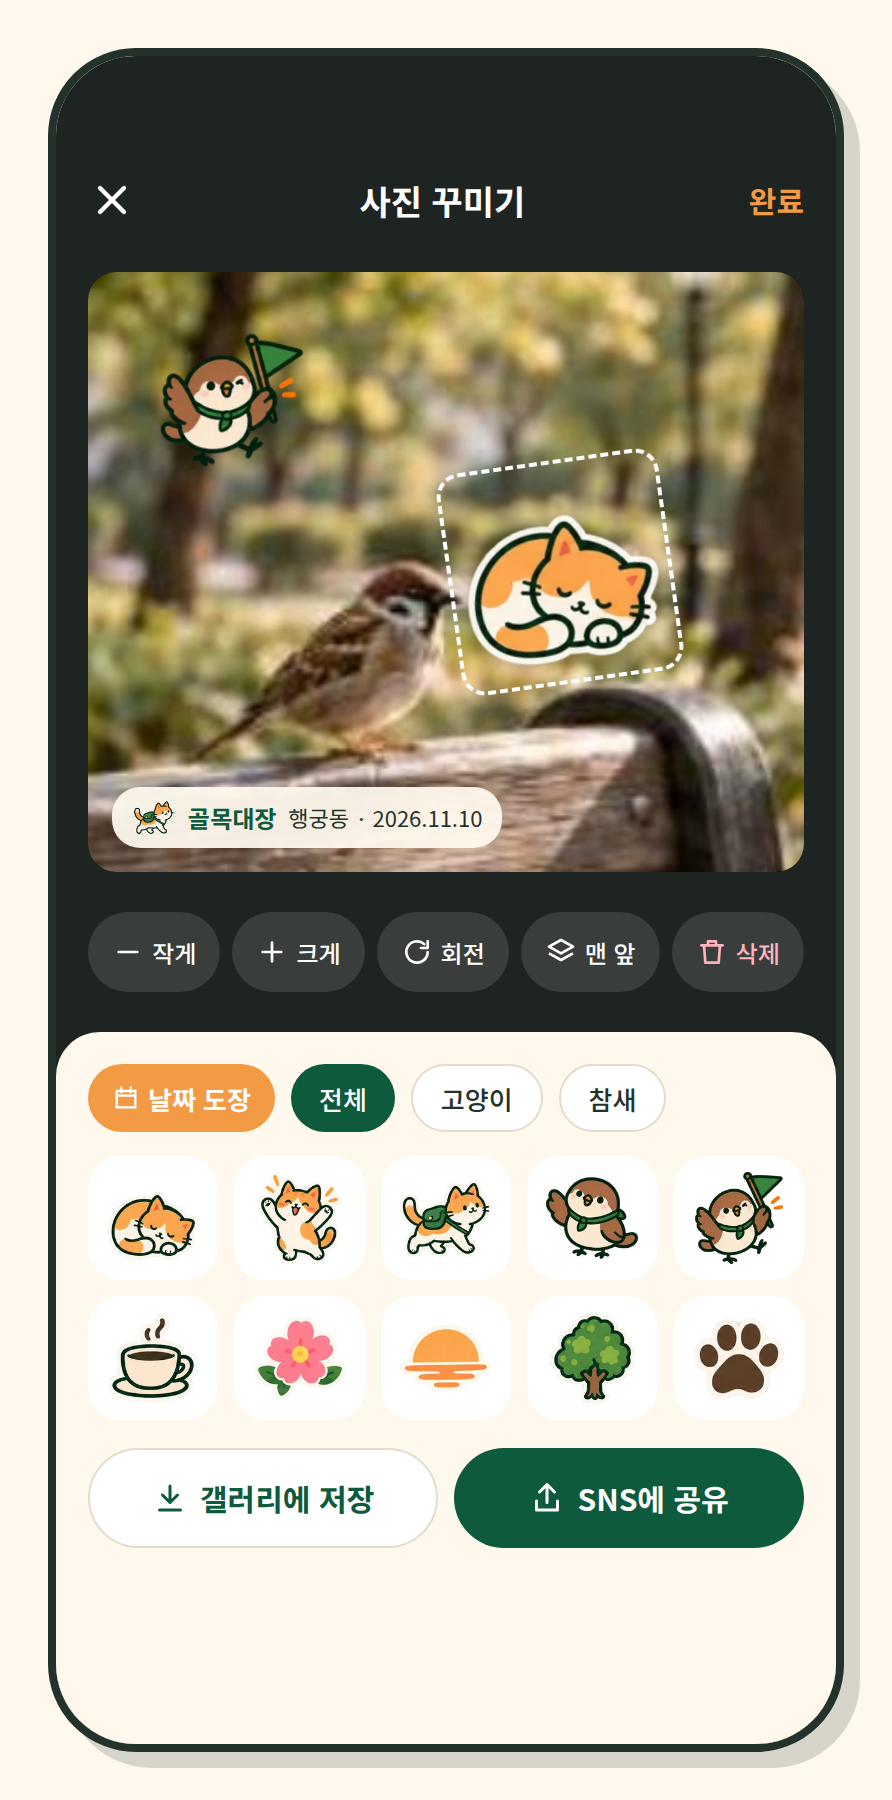 사진 꾸미기
완료
골목대장 행궁동 · 2026.11.10
작게
크게
회전
맨 앞
삭제
날짜 도장
전체
고양이
참새
갤러리에 저장
SNS에 공유